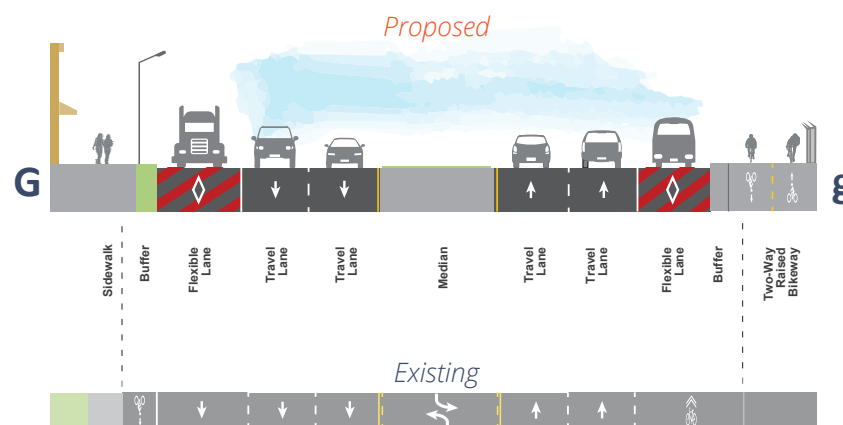 Proposed
G
g
Sidewalk
Buffer
Flexible
Lane
Travel
Lane
Travel
Lane
Median
Travel
Lane
Travel
Lane
Flexible
Lane
Buffer
Two-Way
Raised
Bikeway
Existing